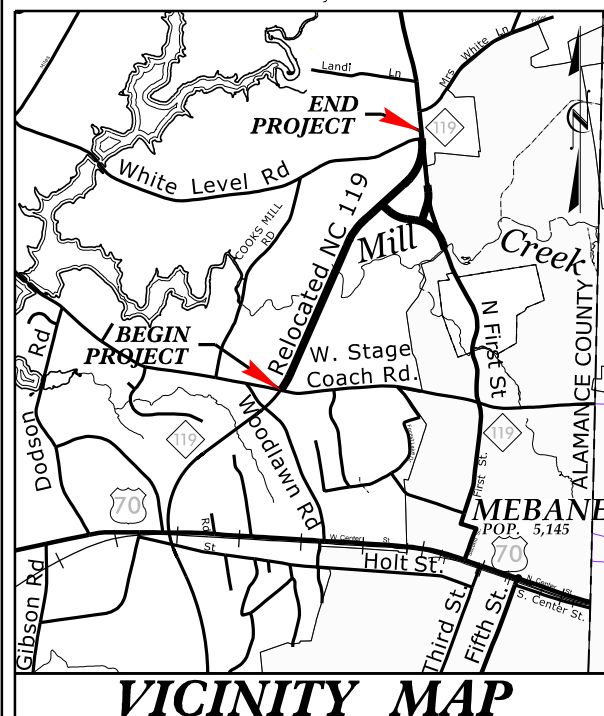 Landi Ln
Mrs White Ln
END
PROJECT
119
White Level Rd
COOKS MILL
RD
Relocated NC 119
Mill Creek
BEGIN
PROJECT
W. Stage
Coach Rd.
N First St
ALAMANCE COUNTY
Dodson Rd
119
Woodlawn Rd
119
First St.
70
MEBANE
POP. 5,145
Rd
St
W Center St
Holt St.
70
N. Center St
S. Center St.
Gibson Rd
Third St.
Fifth St.
VICINITY MAP